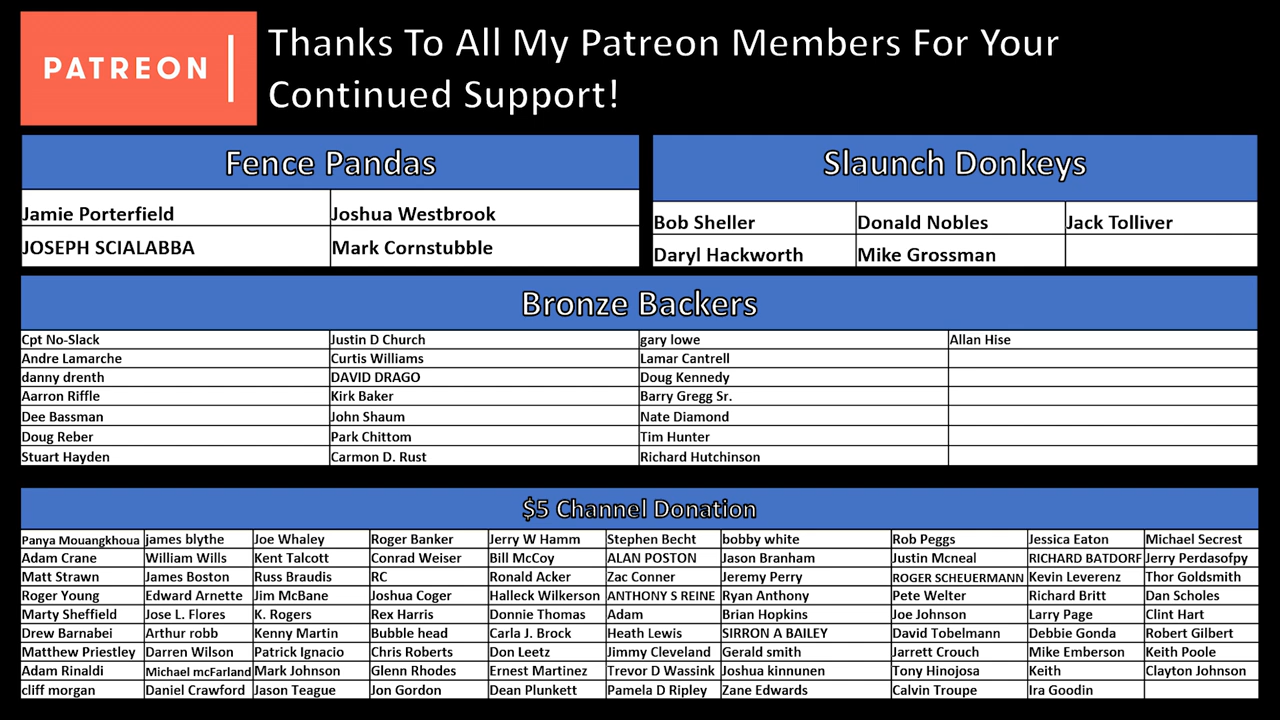 PATREON
Thanks To All My Patreon Members For Your
Continued Support!
Fence Pandas
Jamie Porterfield Joshua Westbrook
JOSEPH SCIALABBA Mark Cornstubble
Slaunch Donkeys
Bob Sheller Donald Nobles Jack Tolliver
Daryl Hackworth Mike Grossman
Bronze Backers
Cpt No-Slack Justin D Church gary lowe Allan Hise
Andre Lamarche Curtis Williams Lamar Cantrell
danny drenth DAVID DRAGO Doug Kennedy
Aarron Riffle Kirk Baker Barry Gregg Sr.
Dee Bassman John Shaum Nate Diamond
Doug Reber Park Chittom Tim Hunter
Stuart Hayden Carmon D. Rust Richard Hutchinson
$5 Channel Donation
Panya Mouangkhoua james blythe Joe Whaley Roger Banker Jerry W Hamm Stephen Becht bobby white Rob Peggs Jessica Eaton Michael Secrest
Adam Crane William Wills Kent Talcott Conrad Weiser Bill McCoy ALAN POSTON Jason Branham Justin Mcneal RICHARD BATDORF Jerry Perdasofpy
Matt Strawn James Boston Russ Braudis RC Ronald Acker Zac Conner Jeremy Perry ROGER SCHEUERMANN Kevin Leverenz Thor Goldsmith
Roger Young Edward Arnette Jim McBane Joshua Coger Halleck Wilkerson ANTHONY S REINE Ryan Anthony Pete Welter Richard Britt Dan Scholes
Marty Sheffield Jose L. Flores K. Rogers Rex Harris Donnie Thomas Adam Brian Hopkins Joe Johnson Larry Page Clint Hart
Drew Barnabei Arthur robb Kenny Martin Bubble head Carla J. Brock Heath Lewis SIRRON A BAILEY David Tobelmann Debbie Gonda Robert Gilbert
Matthew Priestley Darren Wilson Patrick Ignacio Chris Roberts Don Leetz Jimmy Cleveland Gerald smith Jarrett Crouch Mike Emberson Keith Poole
Adam Rinaldi Michael mcFarland Mark Johnson Glenn Rhodes Ernest Martinez Trevor D Wassink Joshua kinnunen Tony Hinojosa Keith Clayton Johnson
cliff morgan Daniel Crawford Jason Teague Jon Gordon Dean Plunkett Pamela D Ripley Zane Edwards Calvin Troupe Ira Goodin